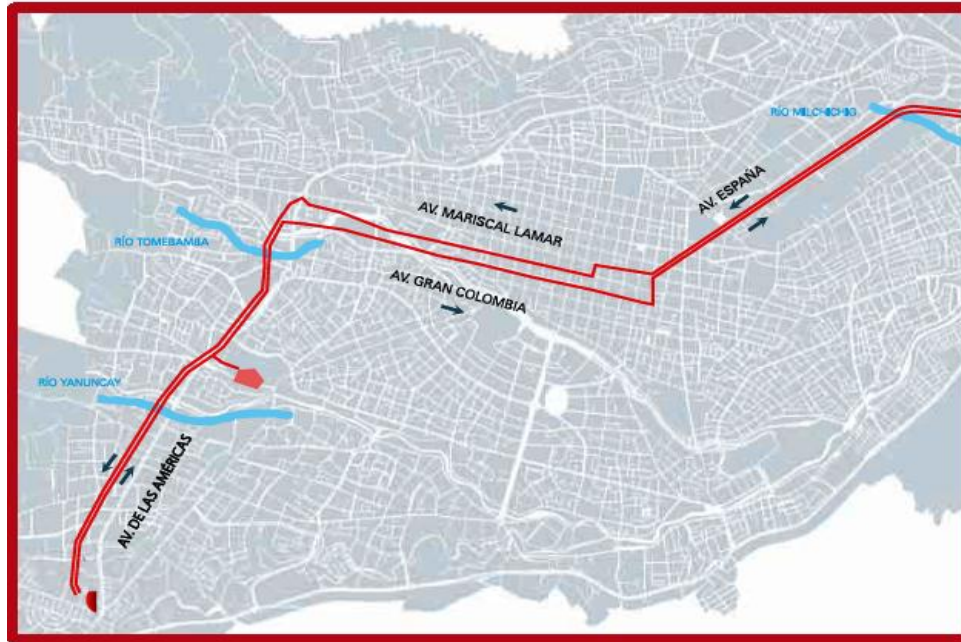 RÍO MILCHICHIG
AV. ESPAÑA
AV. MARISCAL LAMAR
RÍO TOMEBAMBA
AV. GRAN COLOMBIA
RÍO YANUNCAY
AV. DE LAS AMÉRICAS